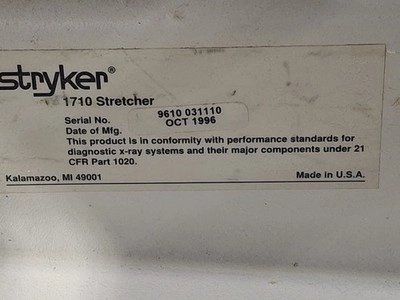 stryker®
1710 Stretcher
Serial No. 9610 031110
Date of Mfg. OCT 1996
This product is in conformity with performance standards for
diagnostic x-ray systems and their major components under 21
CFR Part 1020.
Kalamazoo, MI 49001 Made in U.S.A.